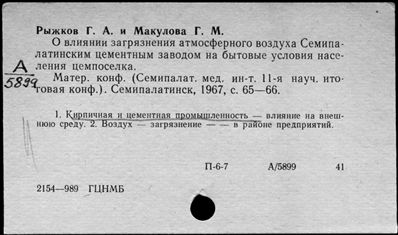 Рыжков Г. А. и Макулова Г. М.
О влиянии загрязнения атмосферного воздуха Семипа-
латинским цементным заводом на бытовые условия насе-
ления цемпоселка.
А
5899
Матер. конф. (Семипалат. мед. ин-т. 11-я науч. ито-
говая конф.). Семипалатинск, 1967, с. 65—66.
1. Кирпичная и цементная промышленность — влияние на внеш-
нюю среду. 2. Воздух — загрязнение — — в районе предприятий.
П-6-7 А/5899 41
2154—989 ГЦНМБ